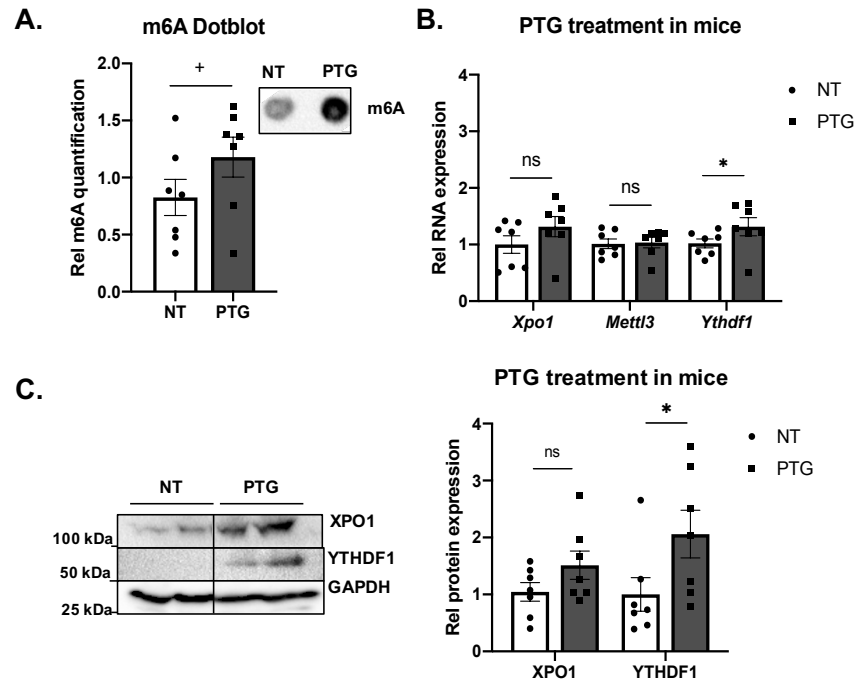 A.
m6A Dotblot
Rel m6A quantification
2.0
1.5
1.0
0.5
0.0
+
NT PTG
m6A
NT PTG
B.
PTG treatment in mice
Rel RNA expression
4
3
2
1
0
ns
ns
*
NT
PTG
Xpo1 Mettl3 Ythdf1
C.
NT PTG
100 kDa
50 kDa
25 kDa
XPO1
YTHDF1
GAPDH
PTG treatment in mice
Rel protein expression
4
3
2
1
0
ns
*
NT
PTG
XPO1 YTHDF1